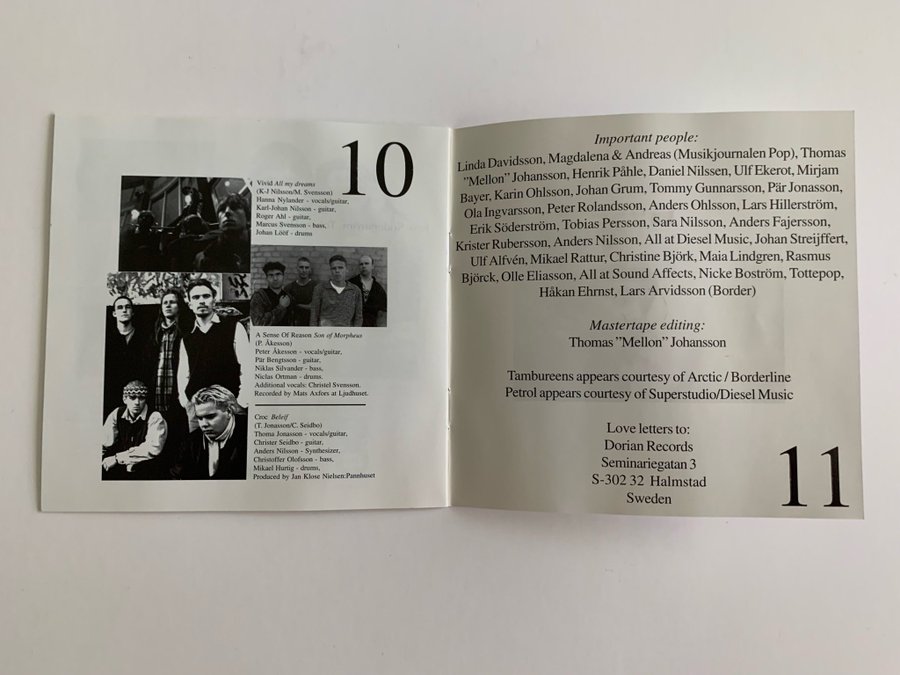 10
Vivid All my dreams
(K-J Nilsson/M. Svensson)
Hanna Nylander - vocals/guitar,
Karl-Johan Nilsson - guitar,
Roger Ahl - guitar,
Marcus Svensson - bass,
Johan Lööf - drums
A Sense Of Reason Son of Morpheus
(P. Åkesson)
Peter Åkesson - vocals/guitar,
Pär Bengtsson - guitar,
Niklas Silvander - bass,
Niclas Ortman - drums.
Additional vocals: Christel Svensson.
Recorded by Mats Axfors at Ljudhuset.
Croc Beleif
(T. Jonasson/C. Seidbo)
Thoma Jonasson - vocals/guitar,
Christer Seidbo - guitar,
Anders Nilsson - Synthesizer,
Christoffer Olofsson - bass,
Mikael Hurtig - drums,
Produced by Jan Klose Nielsen:Pannhuset
Important people:
Linda Davidsson, Magdalena & Andreas (Musikjournalen Pop), Thomas
”Mellon” Johansson, Henrik Påhle, Daniel Nilssen, Ulf Ekerot, Mirjam
Bayer, Karin Ohlsson, Johan Grum, Tommy Gunnarsson, Pär Jonasson,
Ola Ingvarsson, Peter Rolandsson, Anders Ohlsson, Lars Hillerström,
Erik Söderström, Tobias Persson, Sara Nilsson, Anders Fajersson,
Krister Rubersson, Anders Nilsson, All at Diesel Music, Johan Streijffert,
Ulf Alfvén, Mikael Rattur, Christine Björk, Maia Lindgren, Rasmus
Björck, Olle Eliasson, All at Sound Affects, Nicke Boström, Tottepop,
Håkan Ehrnst, Lars Arvidsson (Border)
Mastertape editing:
Thomas ”Mellon” Johansson
Tambureens appears courtesy of Arctic / Borderline
Petrol appears courtesy of Superstudio/Diesel Music
Love letters to:
Dorian Records
Seminariegatan 3
S-302 32 Halmstad
Sweden
11